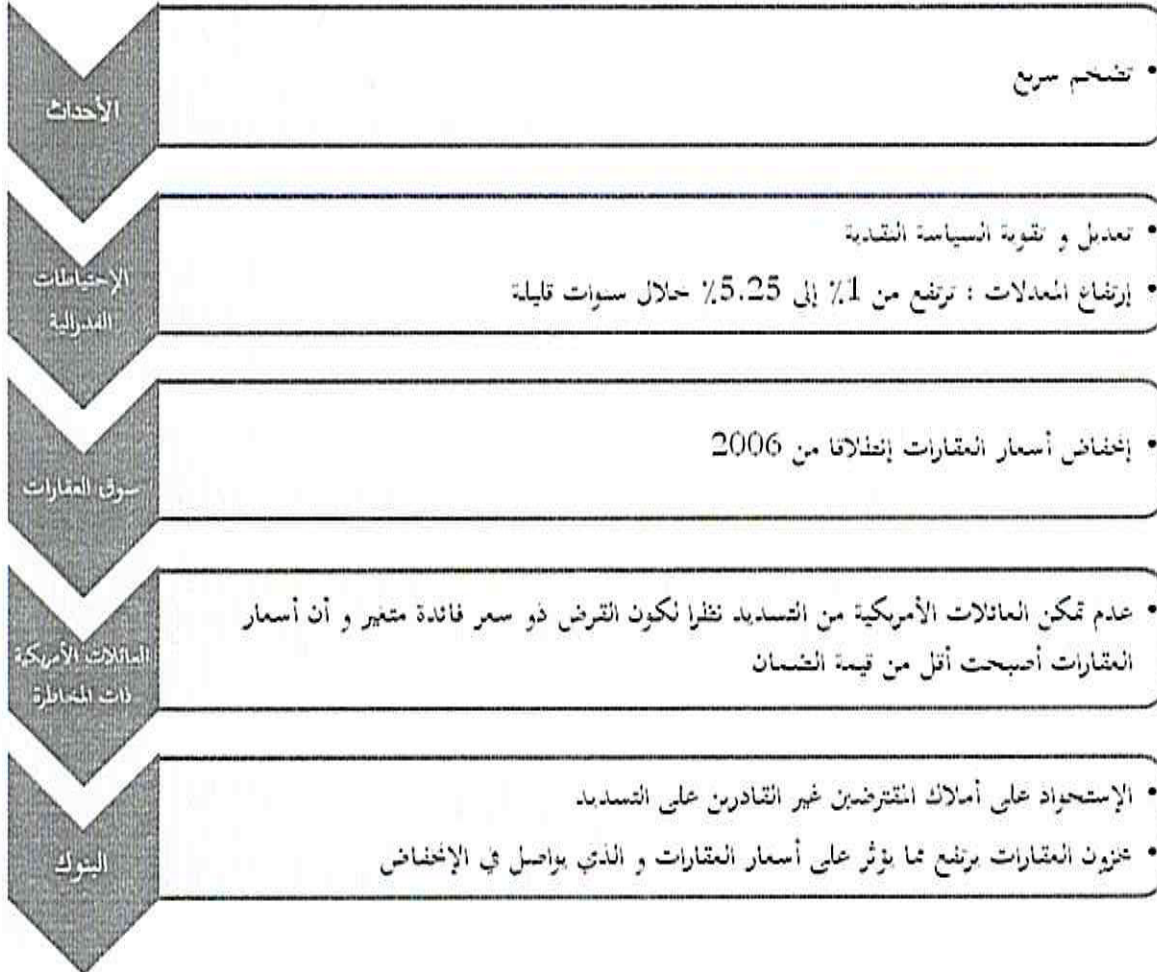 الأحداث
• تضخم سريع
الإحتياطات
الفدرالية
• تعديل و تقوية السياسة النقدية
• إرتفاع المعدلات : ترتفع من 1٪ إلى 5.25٪ خلال سنوات قليلة
سوق العقارات
• إنخفاض أسعار العقارات إنطلاقا من 2006
العائلات الأمريكية
ذات المخاطرة
• عدم تمكن العائلات الأمريكية من التسديد نظرا لكون القرض ذو سعر فائدة متغير و أن أسعار
العقارات أصبحت أقل من قيمة الضمان
البنوك
• الإستحواذ على أملاك المقترضين غير القادرين على التسديد
• مخزون العقارات يرتفع مما يؤثر على أسعار العقارات و الذي يواصل في الإنخفاض